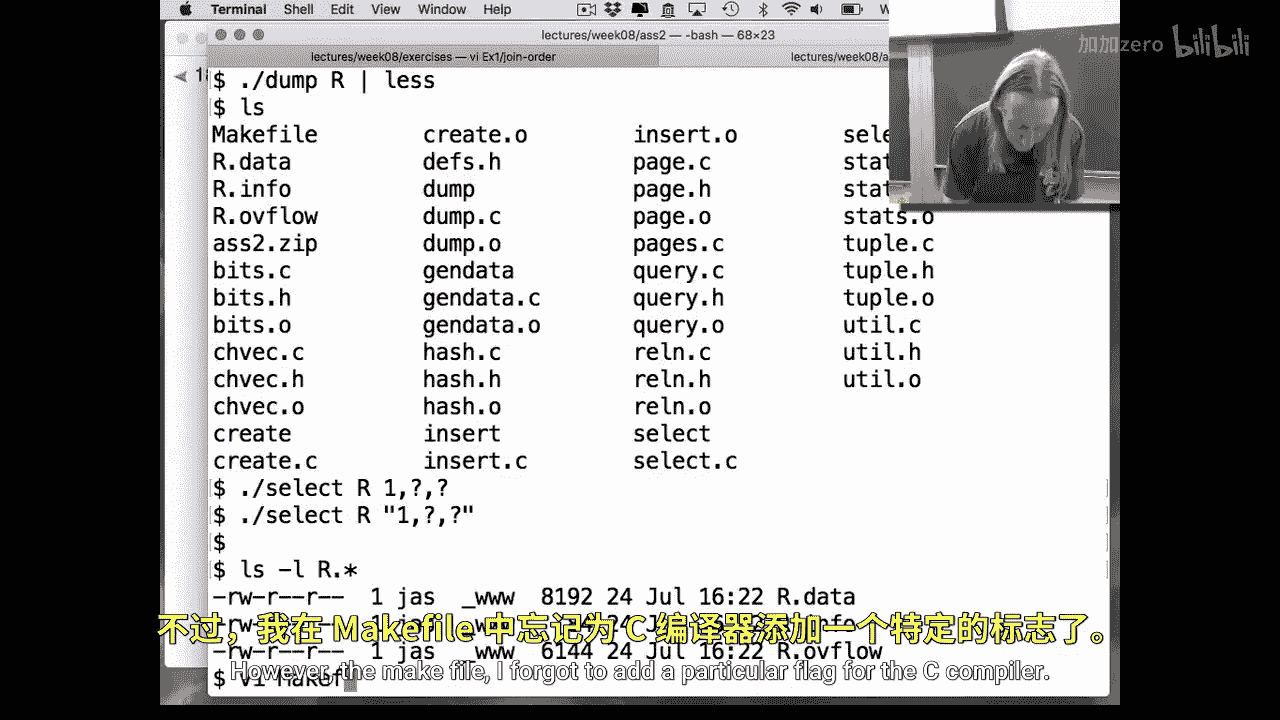 Terminal Shell Edit View Window Help
加加zero bilibili
lectures/week08/ass2 — -bash — 68×23
lectures/week08/exercises — vi Ex1/join-order
lectures/week08/a
$ ./dump R | less
$ ls
Makefile create.o insert.o sele
R.data defs.h page.c stat
R.info dump page.h stat
R.ovflow dump.c page.o stats.o
ass2.zip dump.o pages.c tuple.c
bits.c gendata query.c tuple.h
bits.h gendata.c query.h tuple.o
bits.o gendata.o query.o util.c
chvec.c hash.c reln.c util.h
chvec.h hash.h reln.h util.o
chvec.o hash.o reln.o
create insert select
create.c insert.c select.c
$ ./select R 1,?,?
$ ./select R "1,?,?"
$
$ ls -l R.*
-rw-r--r-- 1 jas _www 8192 24 Jul 16:22 R.data
不过，我在 Makefile 中忘记为 C 编译器添加一个特定的标志了。
-rw-r--r-- 1 jas _www 6144 24 Jul 16:22 R.ovflow
However, the make file, I forgot to add a particular flag for the C compiler.
$ vi Makef